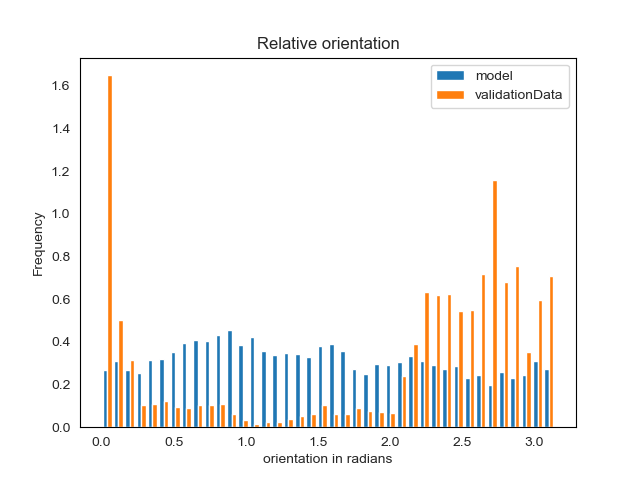 Relative orientation
model
validationData
Frequency
1.6
1.4
1.2
1.0
0.8
0.6
0.4
0.2
0.0
0.0 0.5 1.0 1.5 2.0 2.5 3.0
orientation in radians